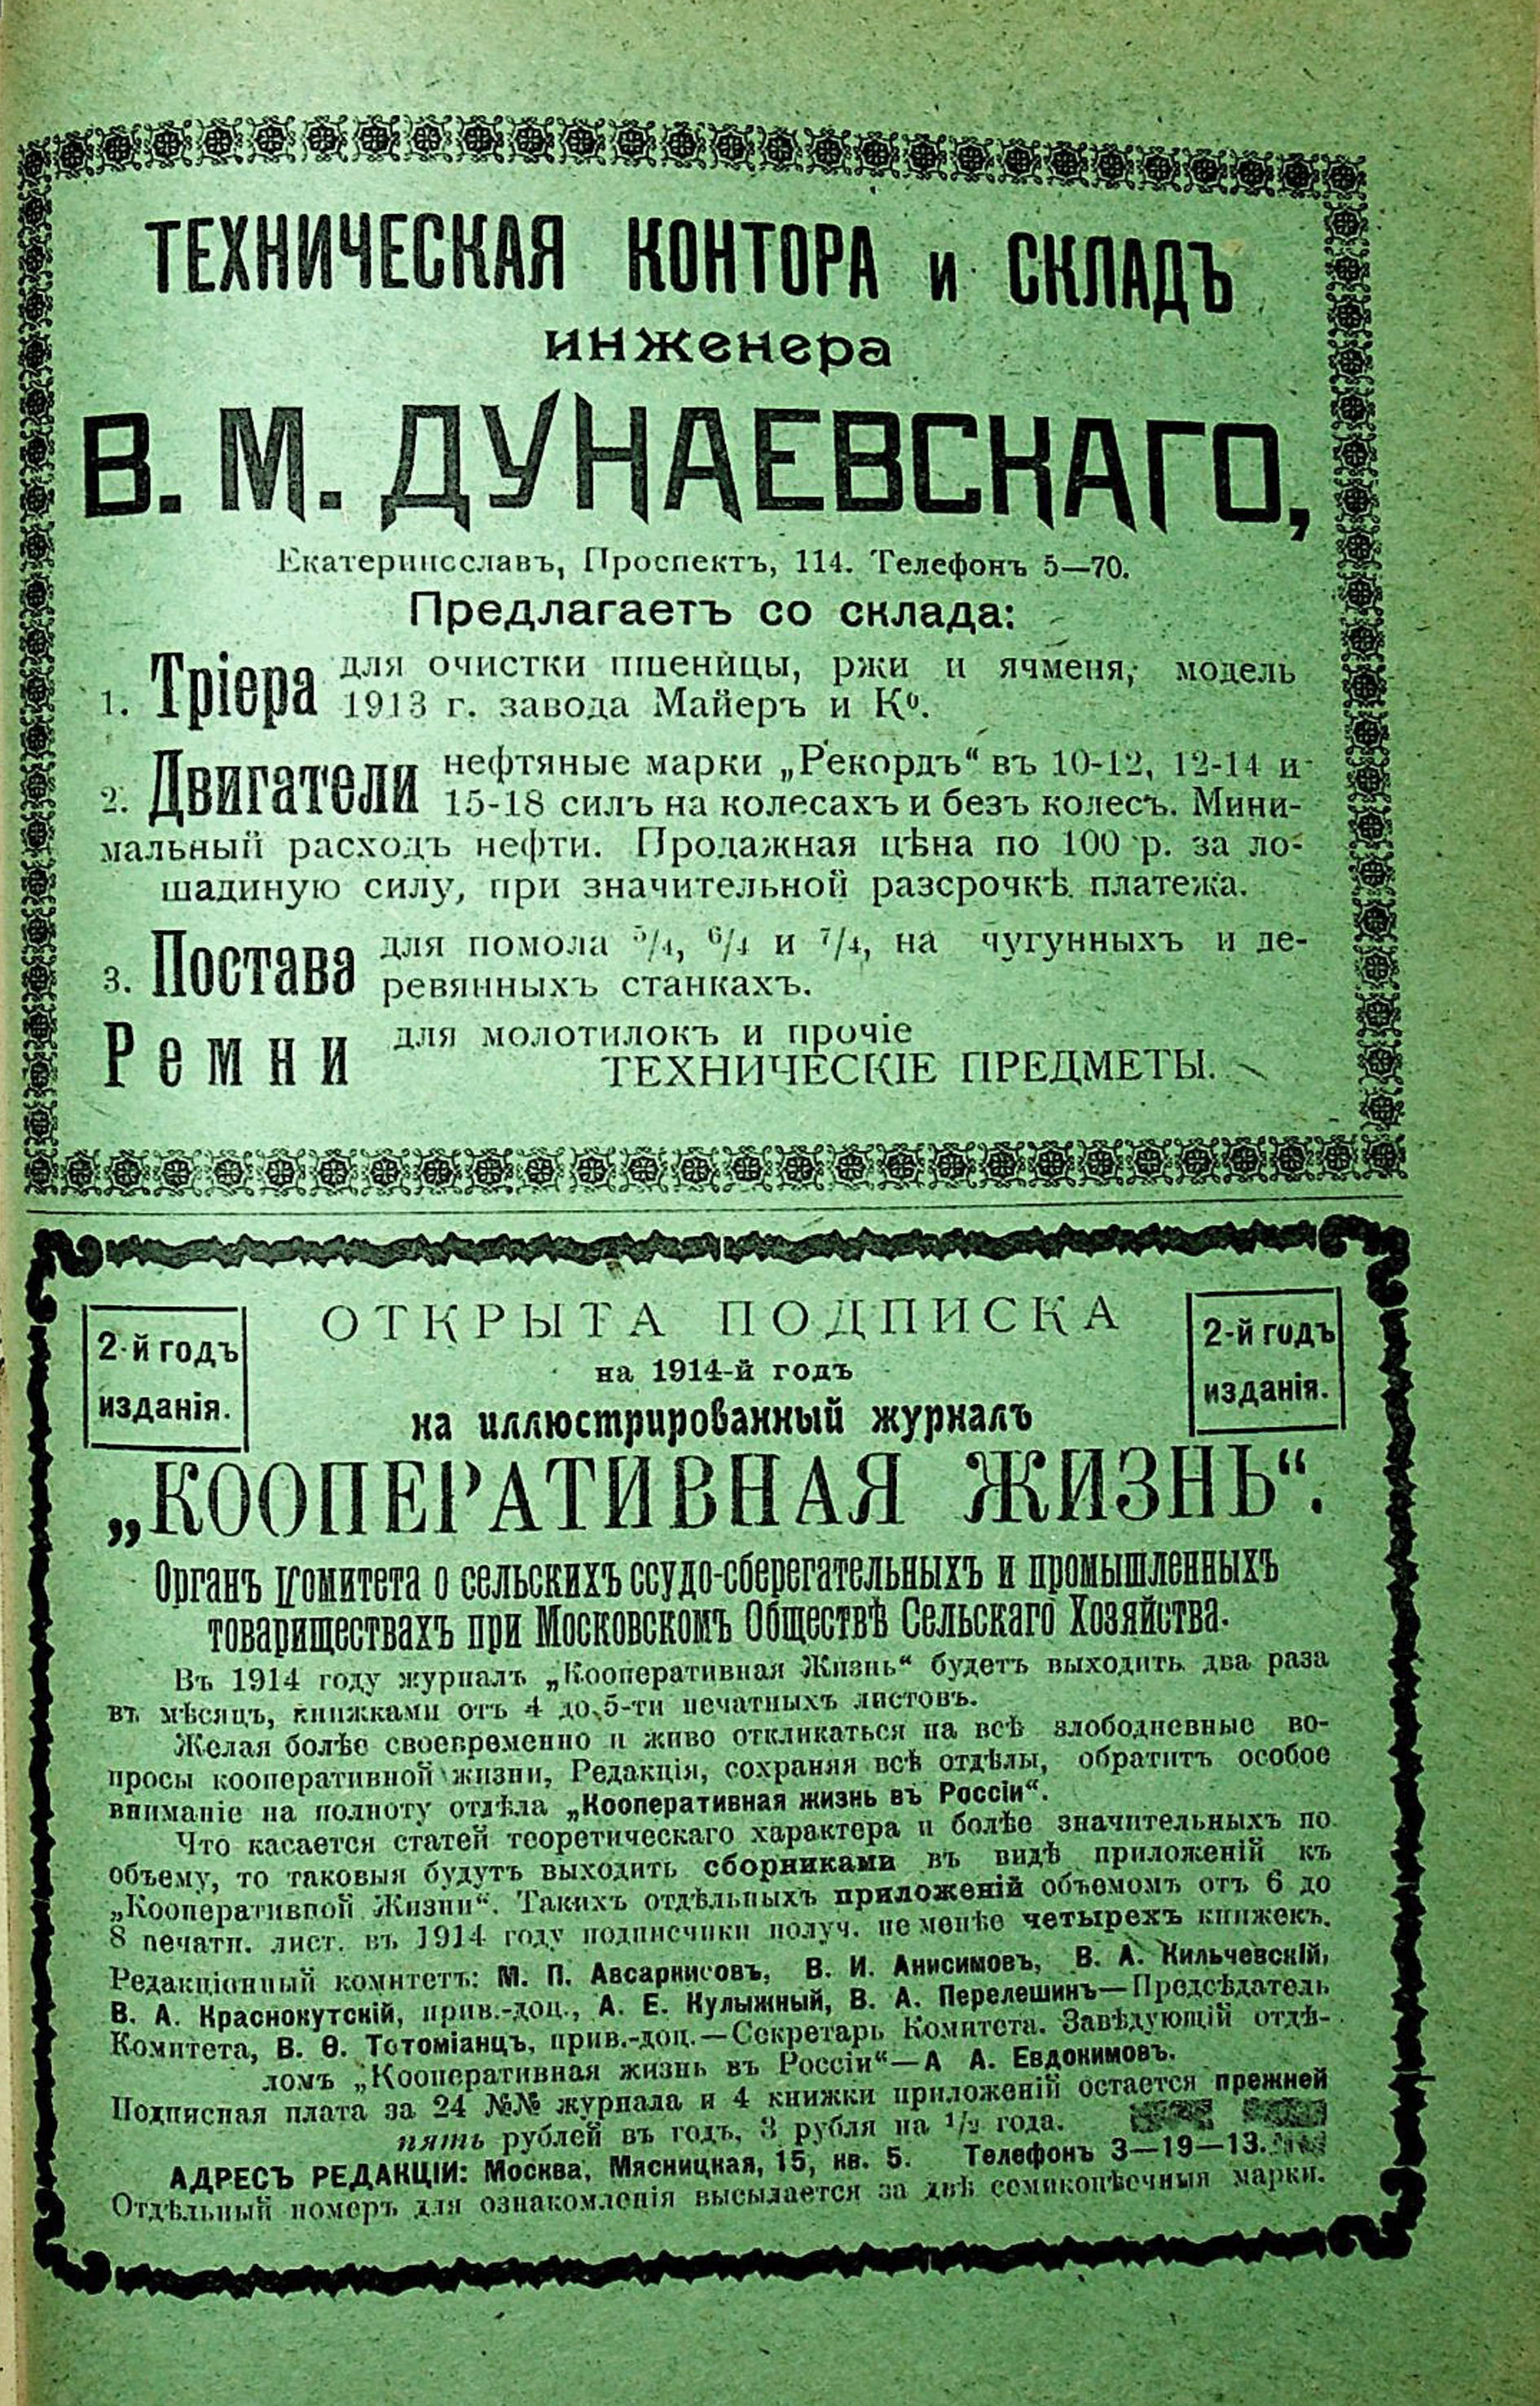 ТЕХНИЧЕСКАЯ КОНТОРА и СКЛАДЪ
инженера
В. М. ДУНАЕВСКАГО,
Екатеринославъ, Проспектъ, 114. Телефонъ 5—70.
Предлагаетъ со склада:
1. Тріера для очистки пшеницы, ржи и ячменя, модель
1913 г. завода Майеръ и К⁰.
2. Двигатели нефтяные марки „Рекордъ“ въ 10-12, 12-14 и
15-18 силъ на колесахъ и безъ колесъ. Мини-
мальный расходъ нефти. Продажная цѣна по 100 р. за ло-
шадиную силу, при значительной разсрочкѣ платежа.
3. Постава для помола 5/4, 6/4 и 7/4, на чугунныхъ и де-
ревянныхъ станкахъ.
Ремни для молотилокъ и прочіе
ТЕХНИЧЕСКІЕ ПРЕДМЕТЫ.
2-й годъ
изданія.
ОТКРЫТА ПОДПИСКА
на 1914-й годъ
2-й годъ
изданія.
на иллюстрированный журналъ
„КООПЕРАТИВНАЯ ЖИЗНЬ“.
Органъ Комитета о сельскихъ ссудо-сберегательныхъ и промышленныхъ
товариществахъ при Московскомъ Обществѣ Сельскаго Хозяйства.
Въ 1914 году журналъ „Кооперативная Жизнь“ будетъ выходить два раза
въ мѣсяцъ, книжками отъ 4 до 5-ти печатныхъ листовъ.
Желая болѣе своевременно и живо откликаться на всѣ злободневные во-
просы кооперативной жизни, Редакція, сохраняя всѣ отдѣлы, обратитъ особое
вниманіе на полноту отдѣла „Кооперативная жизнь въ Россіи“.
Что касается статей теоретическаго характера и болѣе значительныхъ по
объему, то таковыя будутъ выходить сборниками въ видѣ приложеній къ
„Кооперативной Жизни“. Такихъ отдѣльныхъ приложеній объемомъ отъ 6 до
8 печатн. лист. въ 1914 году подписчики получ. не менѣе четырехъ книжекъ.
Редакціонный комитетъ: М. П. Авсаркисовъ, В. И. Анисимовъ, В. А. Кильчевскій,
В. А. Краснокутскій, прив.-доц., А. Е. Кулыжный, В. А. Перелешинъ—Предсѣдатель
Комитета, В. Ѳ. Тотоміанцъ, прив.-доц.—Секретарь Комитета. Завѣдующій отдѣ-
ломъ „Кооперативная жизнь въ Россіи“—А А. Евдокимовъ.
Подписная плата за 24 №№ журнала и 4 книжки приложеній остается прежней
пять рублей въ годъ, 3 рубля на 1/2 года.
АДРЕСЪ РЕДАКЦІИ: Москва, Мясницкая, 15, кв. 5. Телефонъ 3—19—13.
Отдѣльный номеръ для ознакомленія высылается за двѣ семикопѣечныя марки.